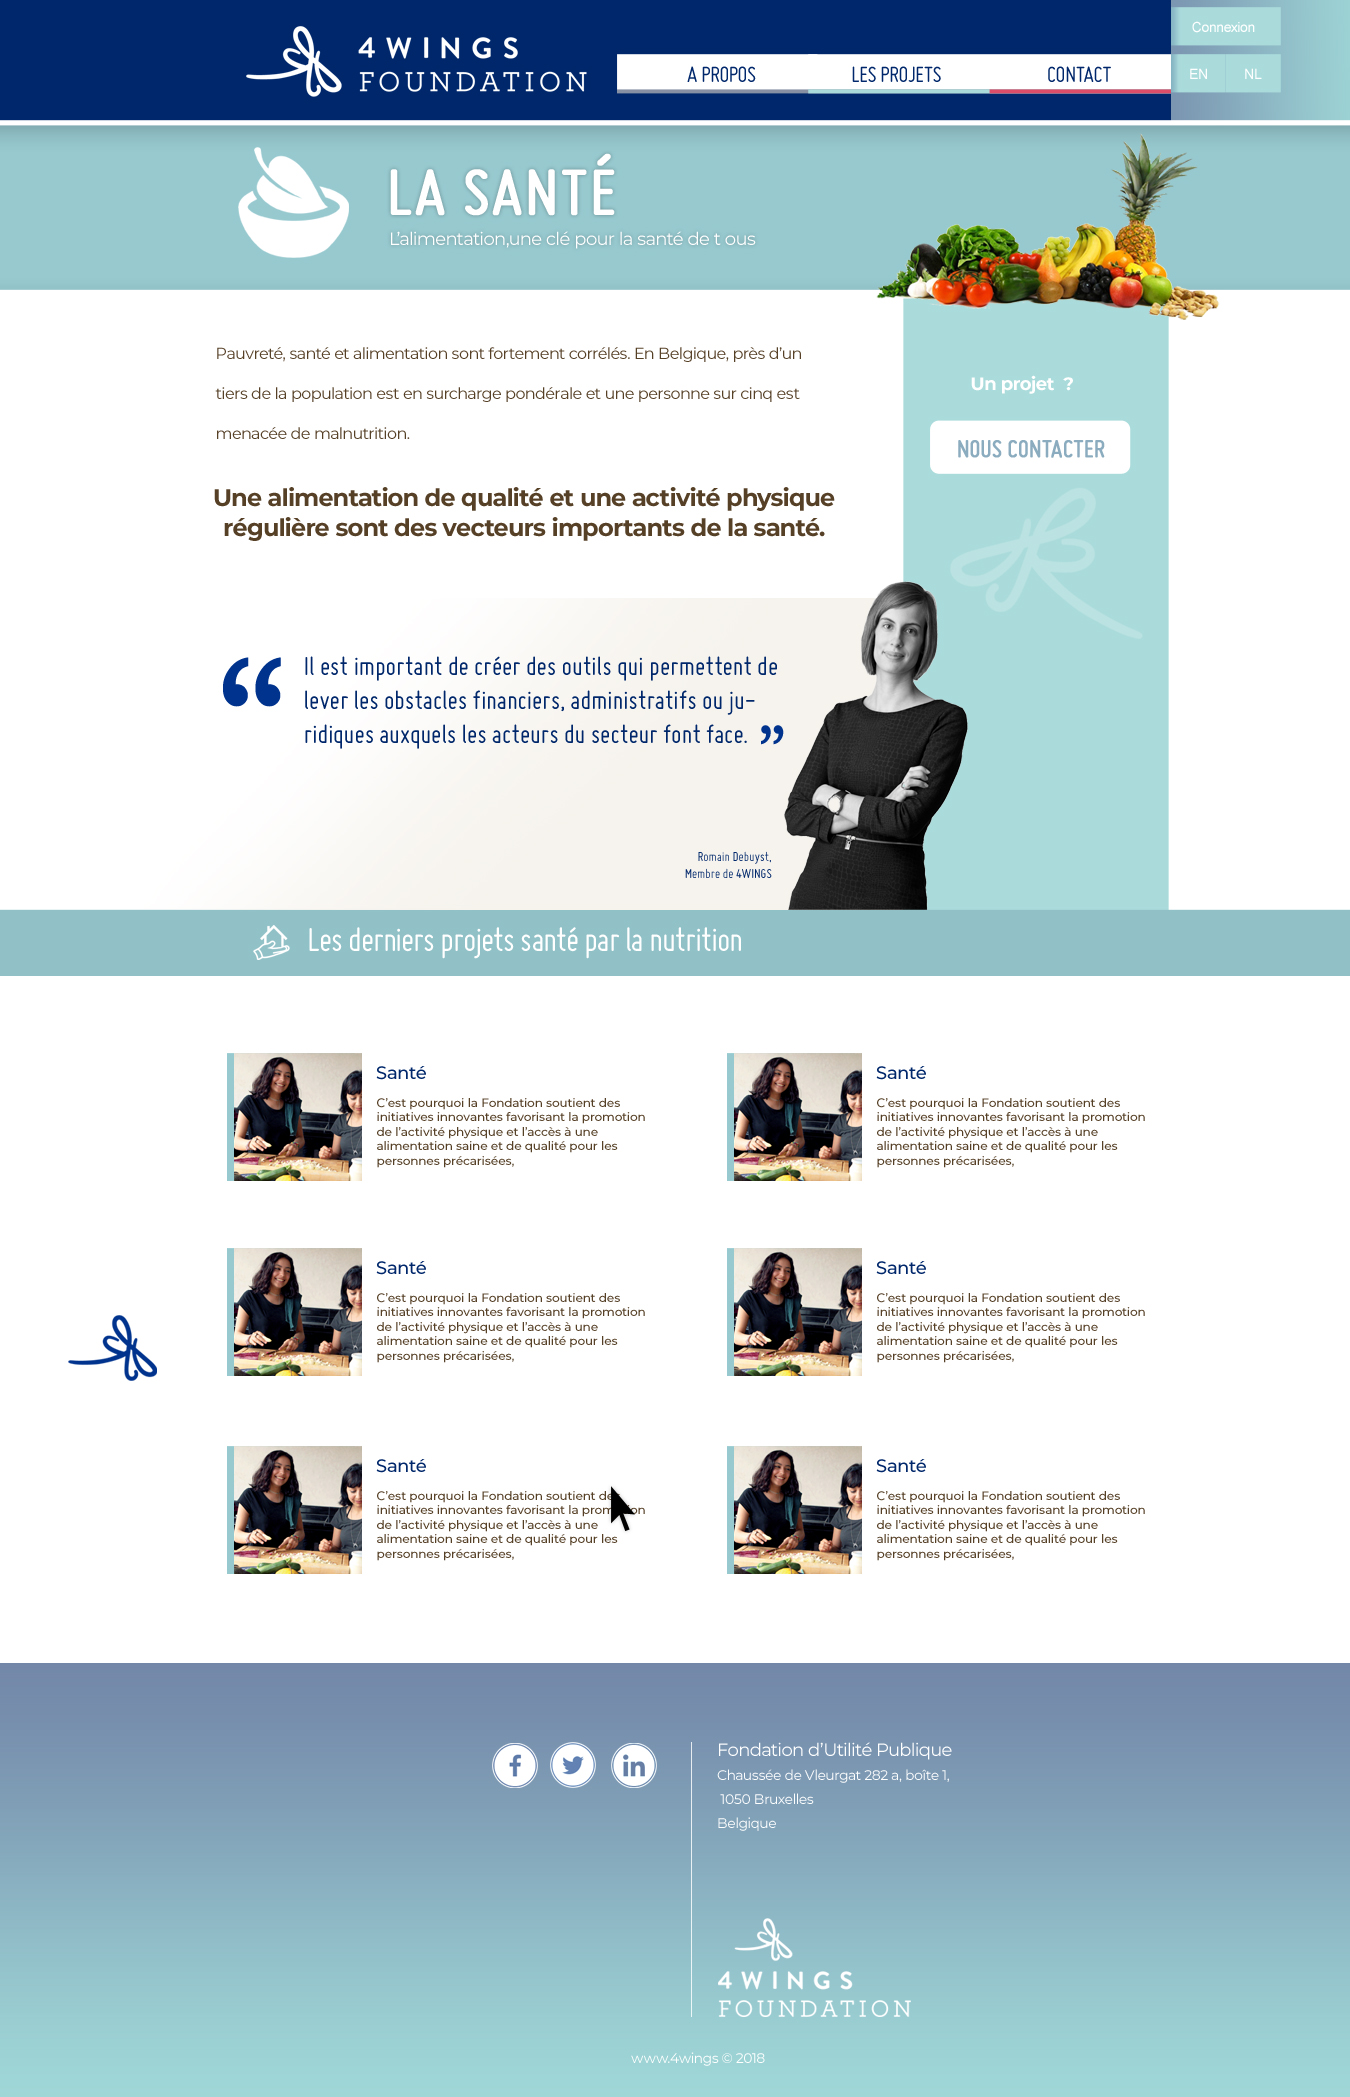 4WINGS
FOUNDATION
A PROPOS
LES PROJETS
CONTACT
Connexion
EN
NL
LA SANTÉ
L'alimentation,une clé pour la santé de t ous
Pauvreté, santé et alimentation sont fortement corrélés. En Belgique, près d'un
tiers de la population est en surcharge pondérale et une personne sur cinq est
menacée de malnutrition.
Une alimentation de qualité et une activité physique
régulière sont des vecteurs importants de la santé.
Un projet ?
NOUS CONTACTER
“ Il est important de créer des outils qui permettent de
lever les obstacles financiers, administratifs ou ju-
ridiques auxquels les acteurs du secteur font face. ”
Romain Debuyst,
Membre de 4WINGS
Les derniers projets santé par la nutrition
Santé
C'est pourquoi la Fondation soutient des
initiatives innovantes favorisant la promotion
de l'activité physique et l'accès à une
alimentation saine et de qualité pour les
personnes précarisées,
Santé
C'est pourquoi la Fondation soutient des
initiatives innovantes favorisant la promotion
de l'activité physique et l'accès à une
alimentation saine et de qualité pour les
personnes précarisées,
Santé
C'est pourquoi la Fondation soutient des
initiatives innovantes favorisant la promotion
de l'activité physique et l'accès à une
alimentation saine et de qualité pour les
personnes précarisées,
Santé
C'est pourquoi la Fondation soutient des
initiatives innovantes favorisant la promotion
de l'activité physique et l'accès à une
alimentation saine et de qualité pour les
personnes précarisées,
Santé
C'est pourquoi la Fondation soutient des
initiatives innovantes favorisant la promotion
de l'activité physique et l'accès à une
alimentation saine et de qualité pour les
personnes précarisées,
Santé
C'est pourquoi la Fondation soutient des
initiatives innovantes favorisant la promotion
de l'activité physique et l'accès à une
alimentation saine et de qualité pour les
personnes précarisées,
Fondation d'Utilité Publique
Chaussée de Vleurgat 282 a, boîte 1,
1050 Bruxelles
Belgique
4WINGS
FOUNDATION
www.4wings © 2018